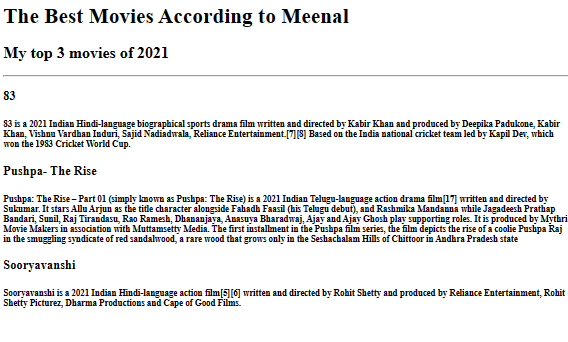 The Best Movies According to Meenal
My top 3 movies of 2021
83
83 is a 2021 Indian Hindi-language biographical sports drama film written and directed by Kabir Khan and produced by Deepika Padukone, Kabir
Khan, Vishnu Vardhan Induri, Sajid Nadiadwala, Reliance Entertainment.[7][8] Based on the India national cricket team led by Kapil Dev, which
won the 1983 Cricket World Cup.
Pushpa- The Rise
Pushpa: The Rise – Part 01 (simply known as Pushpa: The Rise) is a 2021 Indian Telugu-language action drama film[17] written and directed by
Sukumar. It stars Allu Arjun as the title character alongside Fahadh Faasil (his Telugu debut), and Rashmika Mandanna while Jagadeesh Prathap
Bandari, Sunil, Raj Tirandasu, Rao Ramesh, Dhananjaya, Anasuya Bharadwaj, Ajay and Ajay Ghosh play supporting roles. It is produced by Mythri
Movie Makers in association with Muttamsetty Media. The first installment in the Pushpa film series, the film depicts the rise of a coolie Pushpa Raj
in the smuggling syndicate of red sandalwood, a rare wood that grows only in the Seshachalam Hills of Chittoor in Andhra Pradesh state
Sooryavanshi
Sooryavanshi is a 2021 Indian Hindi-language action film[5][6] written and directed by Rohit Shetty and produced by Reliance Entertainment, Rohit
Shetty Picturez, Dharma Productions and Cape of Good Films.